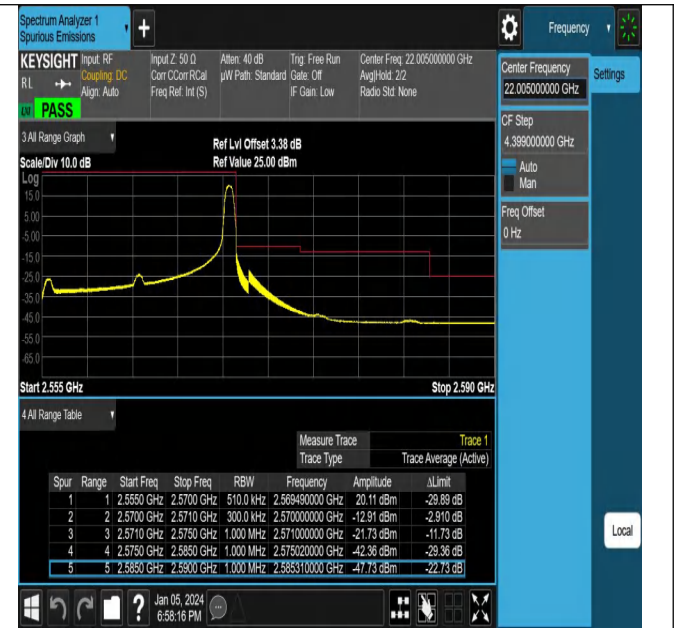 Spectrum Analyzer 1
Spurious Emissions
Frequency
KEYSIGHT Input: RF Input Z: 50 Ω Atten: 40 dB Trig: Free Run Center Freq: 22.005000000 GHz
RL Coupling: DC Corr CCorr RCal µW Path: Standard Gate: Off Avg|Hold: 2/2
Align: Auto Freq Ref: Int (S) IF Gain: Low Radio Std: None
PASS
Center Frequency
22.005000000 GHz
Settings
CF Step
4.399000000 GHz
Auto
Man
Freq Offset
0 Hz
Local
3 All Range Graph
Ref Lvl Offset 3.38 dB
Scale/Div 10.0 dB Ref Value 25.00 dBm
Log
15.0
5.00
-5.00
-15.0
-25.0
-35.0
-45.0
-55.0
-65.0
Start 2.555 GHz Stop 2.590 GHz
4 All Range Table
Measure Trace Trace 1
Trace Type Trace Average (Active)
Spur Range Start Freq Stop Freq RBW Frequency Amplitude ΔLimit
1 1 2.5550 GHz 2.5700 GHz 510.0 kHz 2.569490000 GHz 20.11 dBm -29.89 dB
2 2 2.5700 GHz 2.5710 GHz 300.0 kHz 2.570000000 GHz -12.91 dBm -2.910 dB
3 3 2.5710 GHz 2.5750 GHz 1.000 MHz 2.571000000 GHz -21.73 dBm -11.73 dB
4 4 2.5750 GHz 2.5850 GHz 1.000 MHz 2.575020000 GHz -42.36 dBm -29.36 dB
5 5 2.5850 GHz 2.5900 GHz 1.000 MHz 2.585310000 GHz -47.73 dBm -22.73 dB
Jan 05, 2024
6:58:16 PM